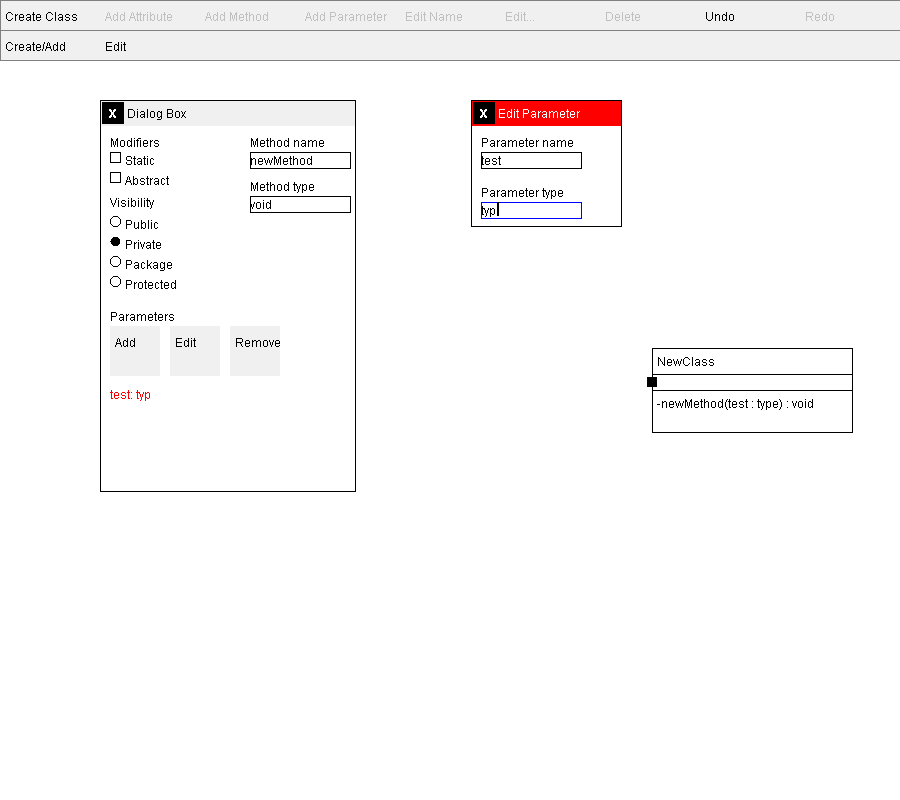 Create Class Add Attribute Add Method Add Parameter Edit Name Edit... Delete Undo Redo
Create/Add Edit
X Dialog Box
Modifiers
Static
Abstract
Visibility
Public
Private
Package
Protected
Method name
newMethod
Method type
void
Parameters
Add Edit Remove
test: typ
X Edit Parameter
Parameter name
test
Parameter type
typ
NewClass
-newMethod(test : type) : void